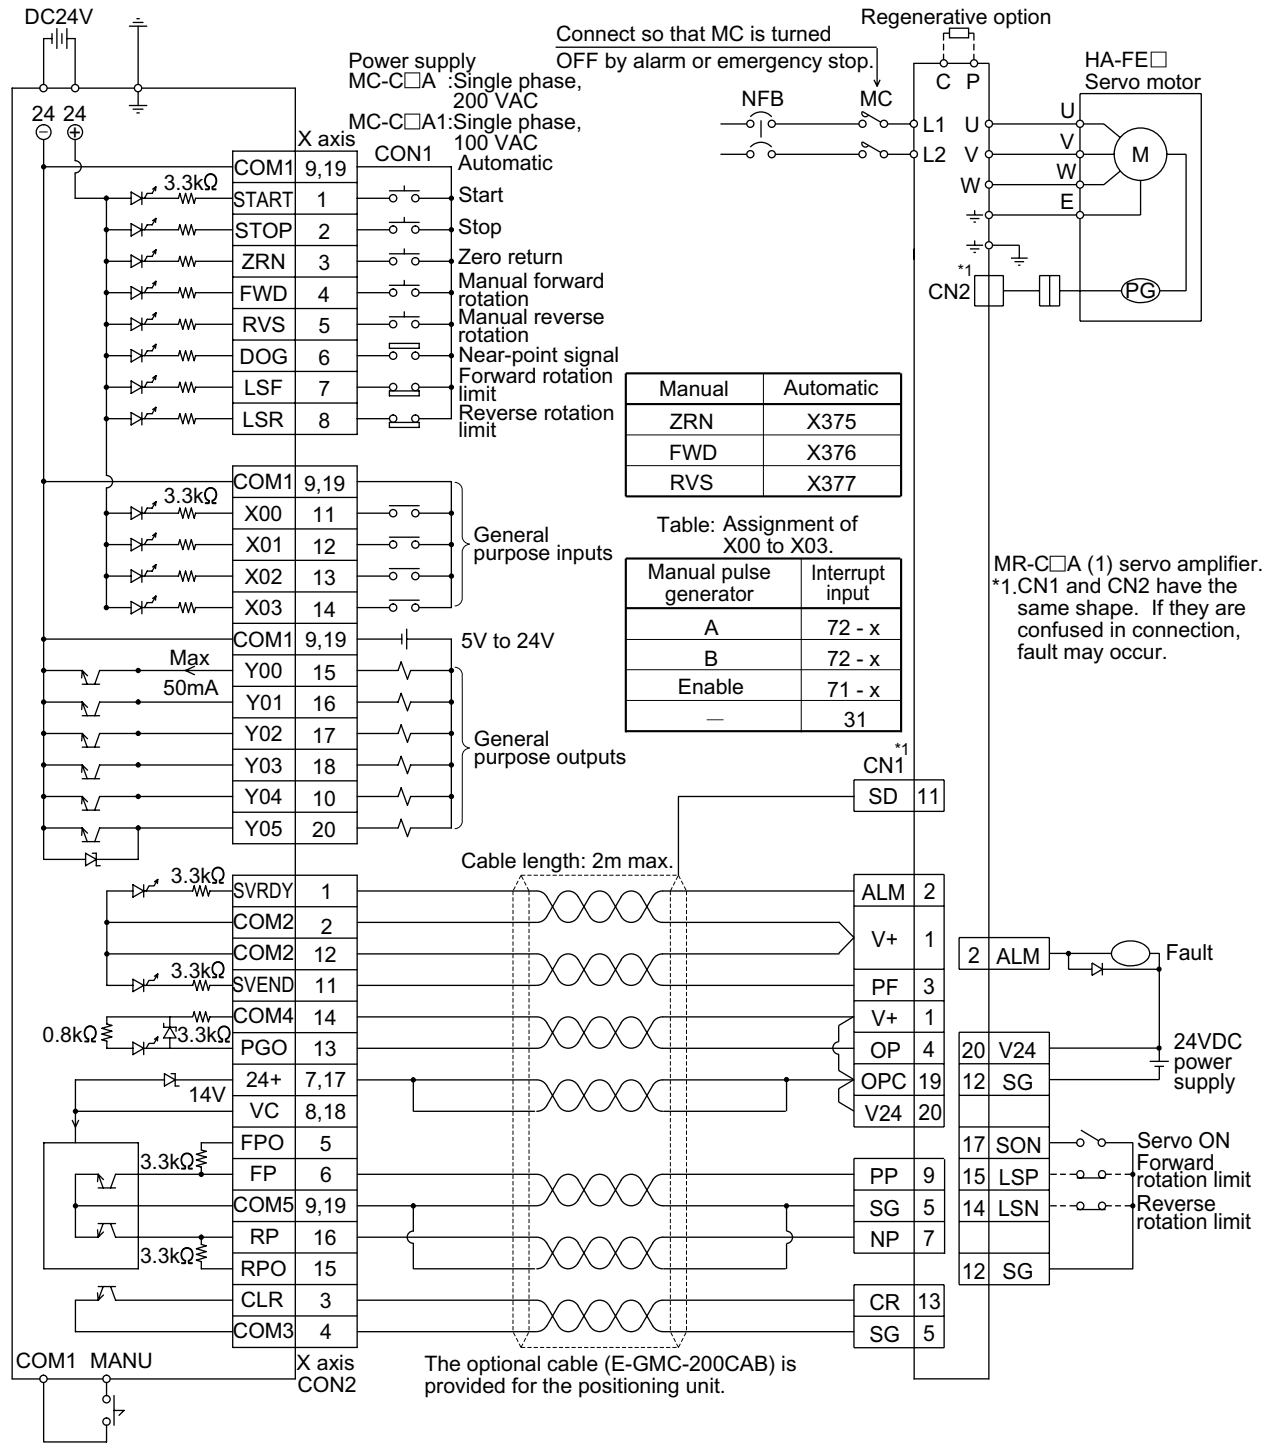 DC24V
24 24
⊖ ⊕
Power supply
MC-C□A :Single phase,
200 VAC
MC-C□A1:Single phase,
100 VAC
Connect so that MC is turned
OFF by alarm or emergency stop.
NFB
MC
Regenerative option
C P
L1
L2
U
V
W
U
V
W
E
HA-FE□
Servo motor
M
PG
*1
CN2
X axis
CON1
COM1 9,19 Automatic
3.3kΩ
START 1 Start
STOP 2 Stop
ZRN 3 Zero return
FWD 4 Manual forward
rotation
RVS 5 Manual reverse
rotation
DOG 6 Near-point signal
LSF 7 Forward rotation
limit
LSR 8 Reverse rotation
limit
COM1 9,19
3.3kΩ
X00 11
X01 12
X02 13
X03 14
General
purpose inputs
COM1 9,19 5V to 24V
Max
50mA
Y00 15
Y01 16
Y02 17
Y03 18
Y04 10
Y05 20
General
purpose outputs
Manual Automatic
ZRN X375
FWD X376
RVS X377
Table: Assignment of
X00 to X03.
Manual pulse
generator
Interrupt
input
A 72 - x
B 72 - x
Enable 71 - x
— 31
MR-C□A (1) servo amplifier.
*1.CN1 and CN2 have the
same shape. If they are
confused in connection,
fault may occur.
*1
CN1
SD 11
Cable length: 2m max.
3.3kΩ
SVRDY 1
COM2 2
COM2 12
3.3kΩ
SVEND 11
COM4 14
0.8kΩ
3.3kΩ
PGO 13
24+ 7,17
14V
VC 8,18
FPO 5
3.3kΩ
FP 6
COM5 9,19
RP 16
3.3kΩ
RPO 15
CLR 3
COM3 4
X axis
CON2
ALM 2
V+ 1
PF 3
V+ 1
OP 4
OPC 19
V24 20
PP 9
SG 5
NP 7
CR 13
SG 5
2 ALM
Fault
20 V24
12 SG
24VDC
power
supply
17 SON
Servo ON
15 LSP
Forward
rotation limit
14 LSN
Reverse
rotation limit
12 SG
COM1 MANU
The optional cable (E-GMC-200CAB) is
provided for the positioning unit.